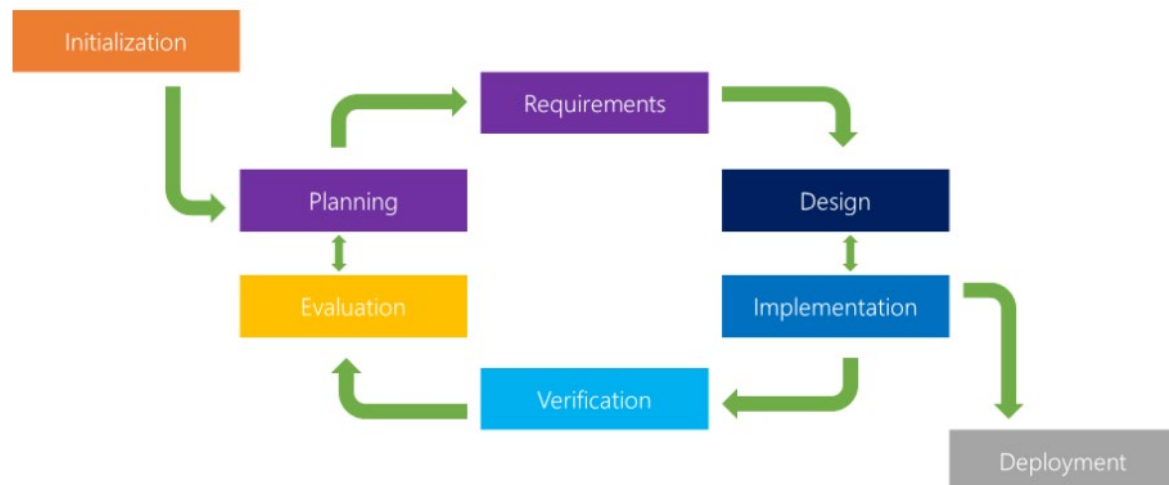 Initialization
Requirements
Planning
Design
Evaluation
Implementation
Verification
Deployment